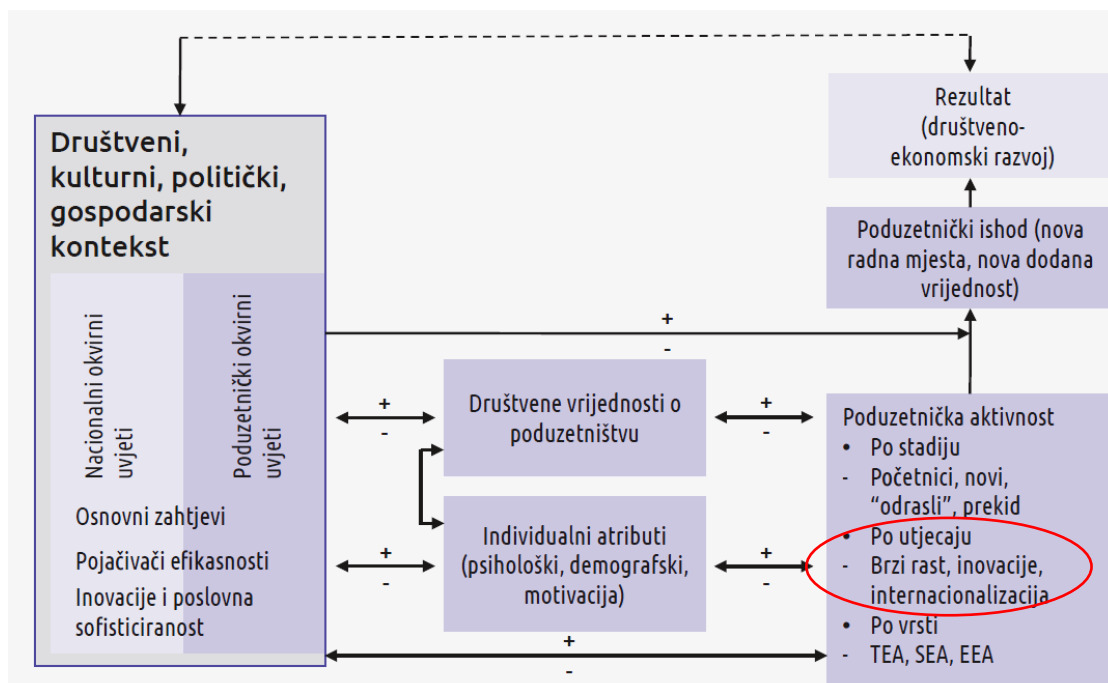 Društveni,
kulturni, politički,
gospodarski
kontekst
Nacionalni okvirni
uvjeti
Poduzetnički okvirni
uvjeti
Osnovni zahtjevi
Pojačivači efikasnosti
Inovacije i poslovna
sofisticiranost
+
-
+
-
+
-
Društvene vrijednosti o
poduzetništvu
Individualni atributi
(psihološki, demografski,
motivacija)
+
-
+
-
+
-
Rezultat
(društveno-
ekonomski razvoj)
Poduzetnički ishod (nova
radna mjesta, nova dodana
vrijednost)
Poduzetnička aktivnost
• Po stadiju
- Početnici, novi,
“odrasli”, prekid
• Po utjecaju
- Brzi rast, inovacije,
internacionalizacija
• Po vrsti
- TEA, SEA, EEA